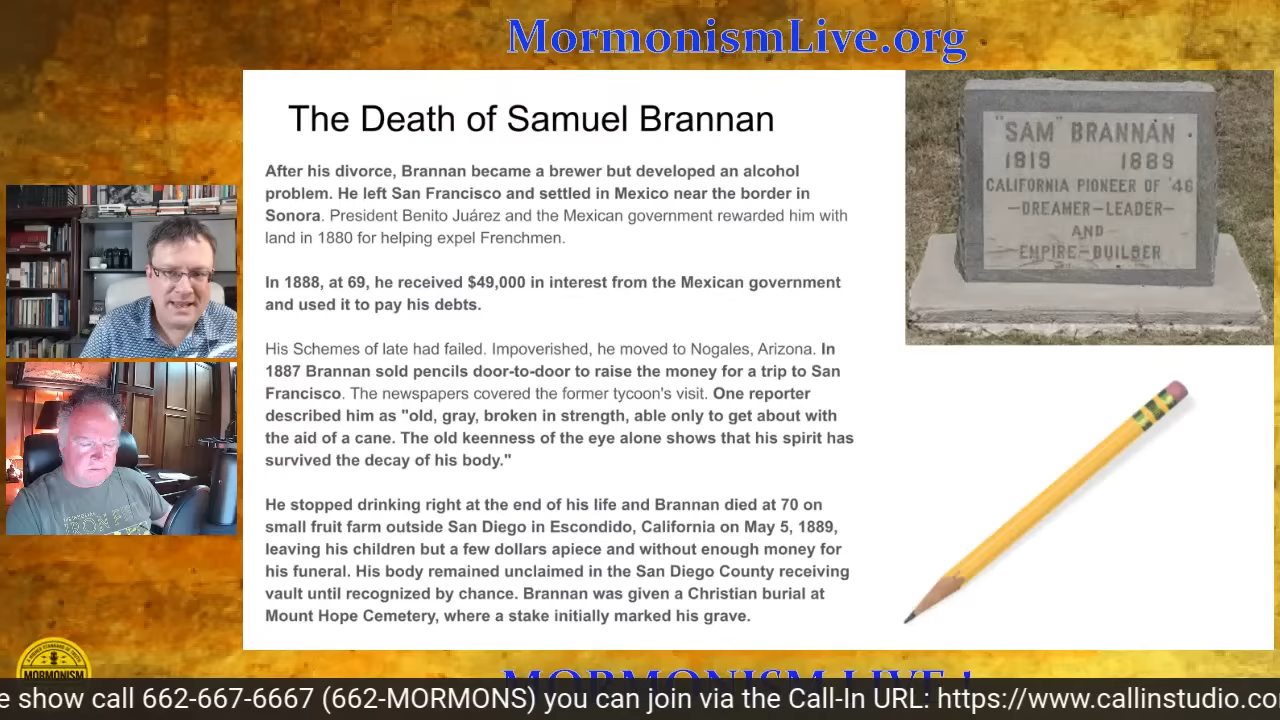 MormonismLive.org
The Death of Samuel Brannan
After his divorce, Brannan became a brewer but developed an alcohol
problem. He left San Francisco and settled in Mexico near the border in
Sonora. President Benito Juárez and the Mexican government rewarded him with
land in 1880 for helping expel Frenchmen.
In 1888, at 69, he received $49,000 in interest from the Mexican government
and used it to pay his debts.
His Schemes of late had failed. Impoverished, he moved to Nogales, Arizona. In
1887 Brannan sold pencils door-to-door to raise the money for a trip to San
Francisco. The newspapers covered the former tycoon's visit. One reporter
described him as "old, gray, broken in strength, able only to get about with
the aid of a cane. The old keenness of the eye alone shows that his spirit has
survived the decay of his body."
He stopped drinking right at the end of his life and Brannan died at 70 on
small fruit farm outside San Diego in Escondido, California on May 5, 1889,
leaving his children but a few dollars apiece and without enough money for
his funeral. His body remained unclaimed in the San Diego County receiving
vault until recognized by chance. Brannan was given a Christian burial at
Mount Hope Cemetery, where a stake initially marked his grave.
"SAM" BRANNAN
1819 1889
CALIFORNIA PIONEER OF '46
-DREAMER-LEADER-
AND
EMPIRE-BUILDER
MORMONISM
MORMONISM LIVE !
e show call 662-667-6667 (662-MORMONS) you can join via the Call-In URL: https://www.callinstudio.co